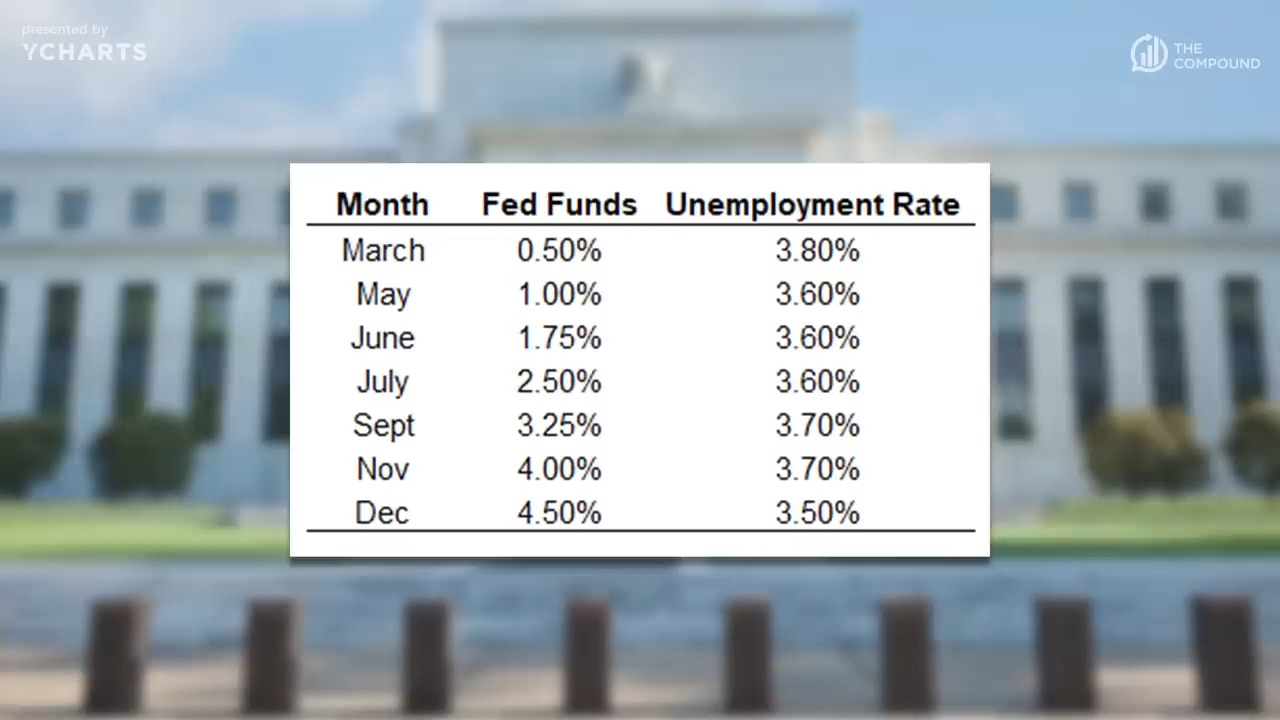 presented by
YCHARTS
THE
COMPOUND
Month Fed Funds Unemployment Rate
March 0.50% 3.80%
May 1.00% 3.60%
June 1.75% 3.60%
July 2.50% 3.60%
Sept 3.25% 3.70%
Nov 4.00% 3.70%
Dec 4.50% 3.50%